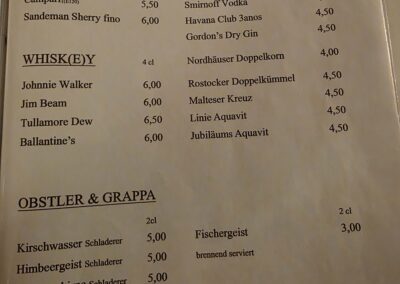 5,50
Sandeman Sherry fino 6,00
WHISK(E)Y 4 cl
Johnnie Walker 6,00
Jim Beam 6,00
Tullamore Dew 6,50
Ballantine's 6,00
Smirnoff Vodka
Havana Club 3anos 4,50
Gordon's Dry Gin 4,50
Nordhäuser Doppelkorn 4,00
Rostocker Doppelkümmel 4,50
Malteser Kreuz 4,50
Linie Aquavit 4,50
Jubiläums Aquavit 4,50
OBSTLER & GRAPPA
2cl
Kirschwasser Schladerer 5,00
Himbeergeist Schladerer 5,00
5,00
2 cl
Fischergeist 3,00
brennend serviert